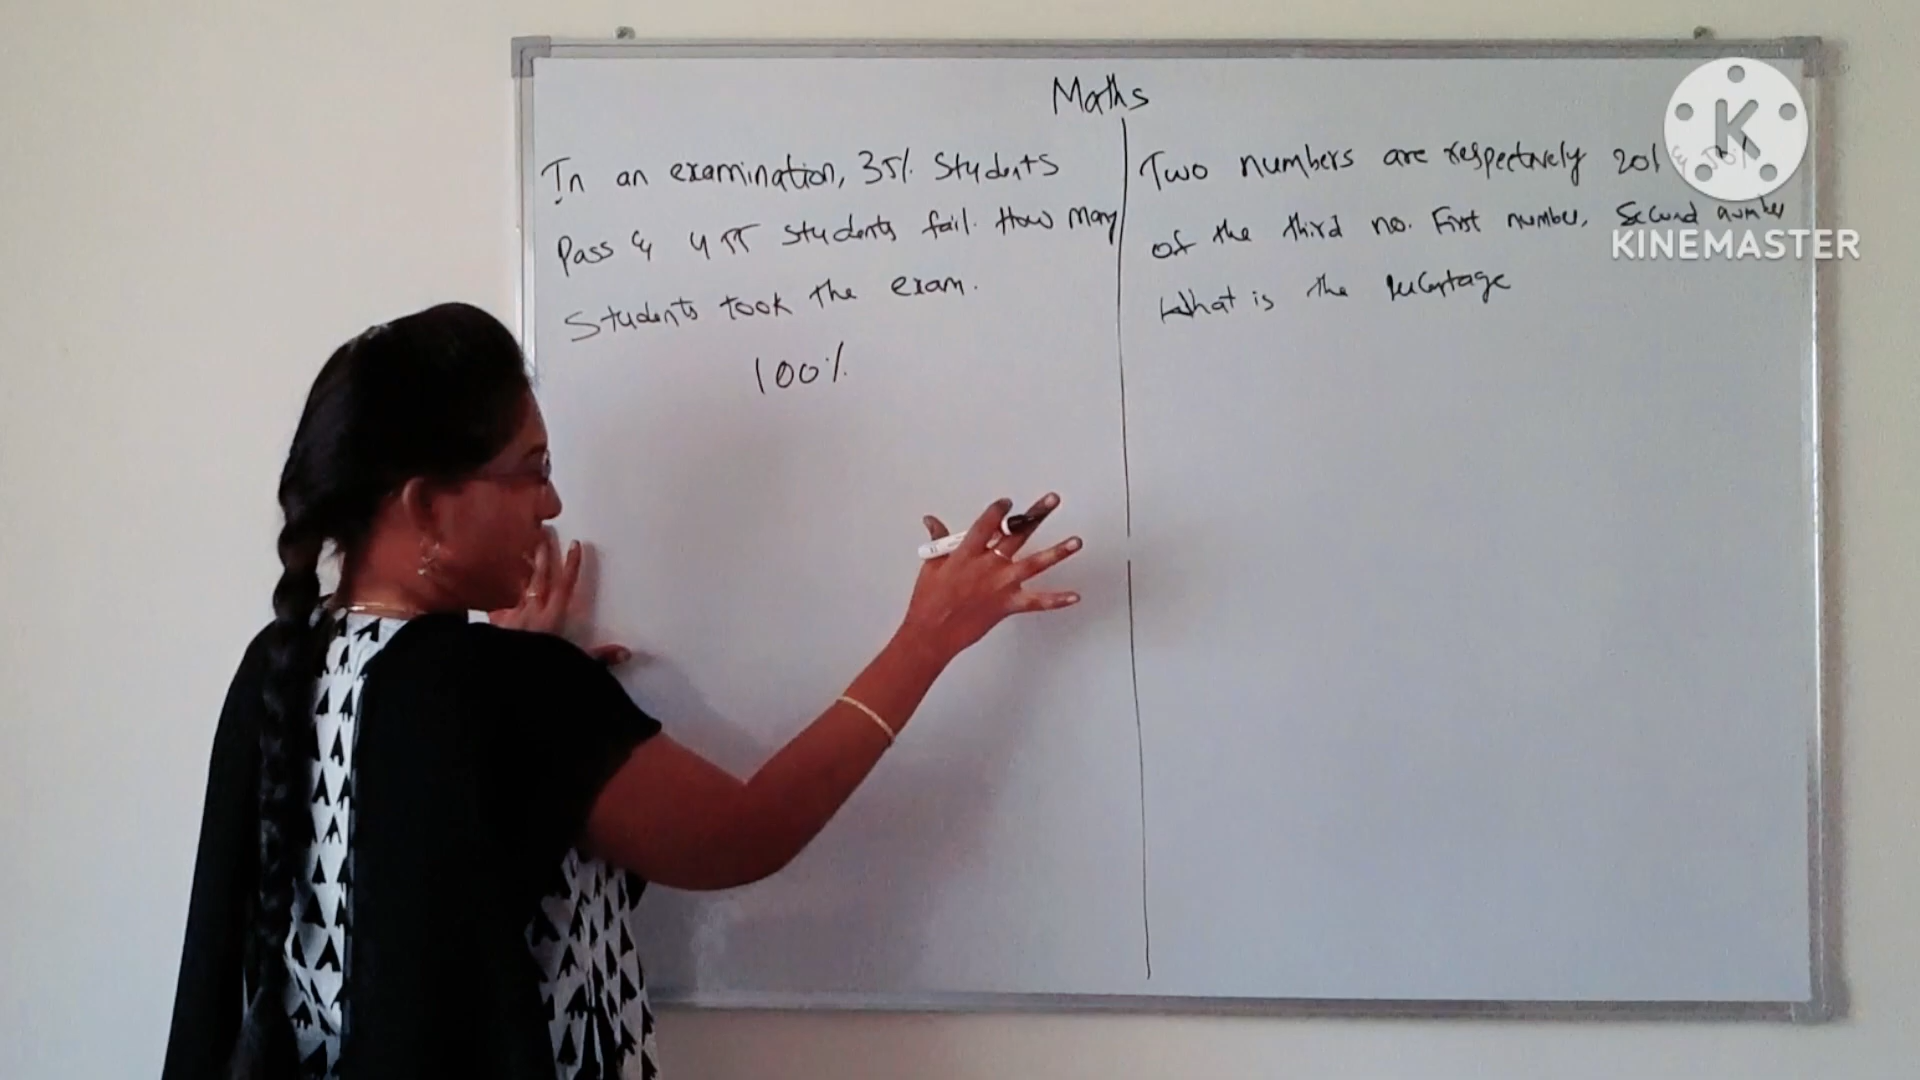 Maths
In an examination, 35% Students
Pass & 455 students fail. How many
Students took the exam.
100%
Two numbers are respectively 20% &
of the third no. First number, Second number
What is the percentage
K
KINEMASTER